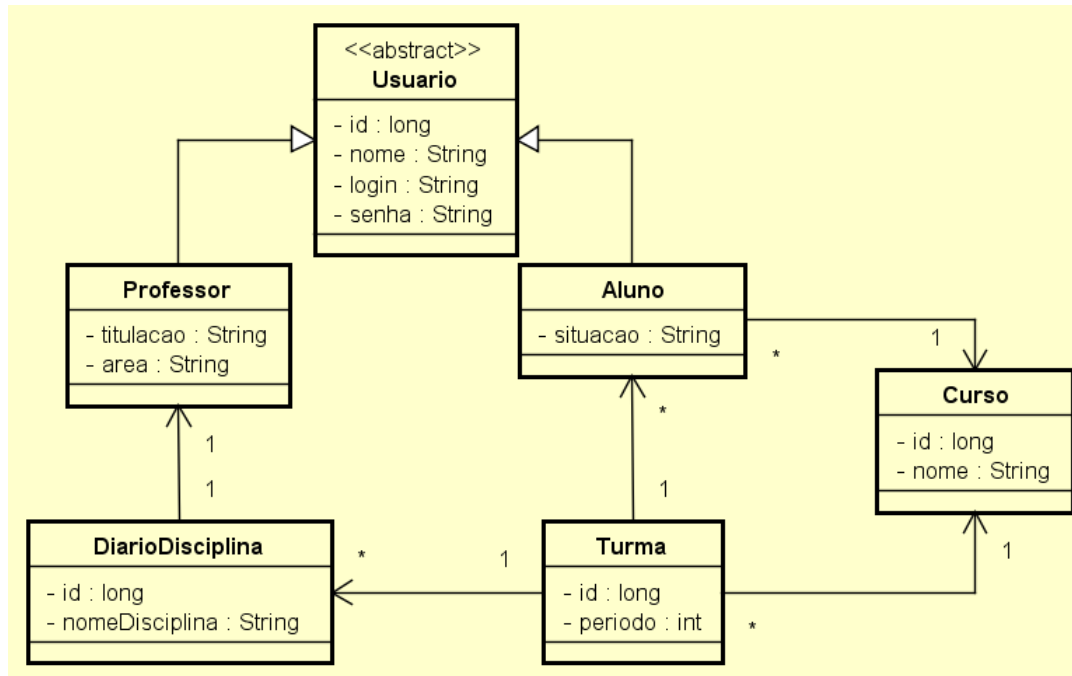 <<abstract>>
Usuario
- id : long
- nome : String
- login : String
- senha : String
Professor
- titulacao : String
- area : String
Aluno
- situacao : String
1
*
Curso
- id : long
- nome : String
1
1
*
1
DiarioDisciplina
- id : long
- nomeDisciplina : String
*
1
Turma
- id : long
- periodo : int
1
*